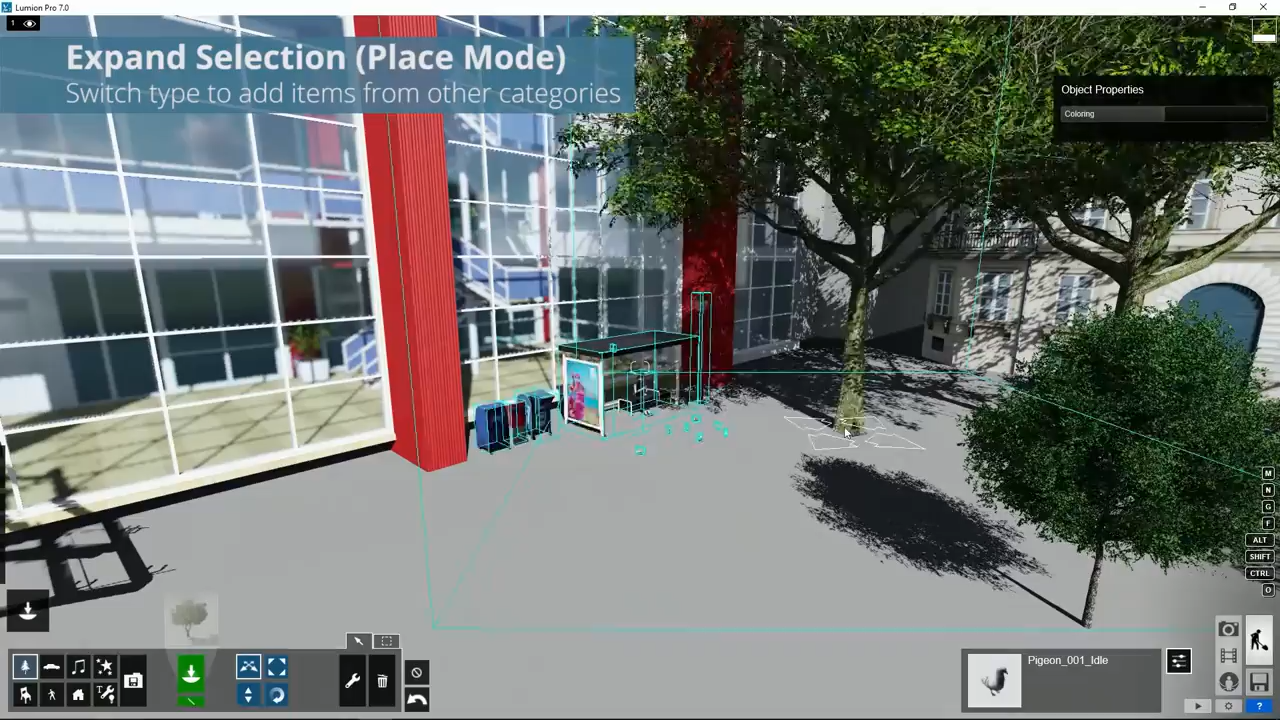 Lumion Pro 7.0
1
Expand Selection (Place Mode)
Switch type to add items from other categories
Object Properties
Coloring
M
N
G
F
ALT
SHIFT
CTRL
O
Pigeon_001_Idle
?